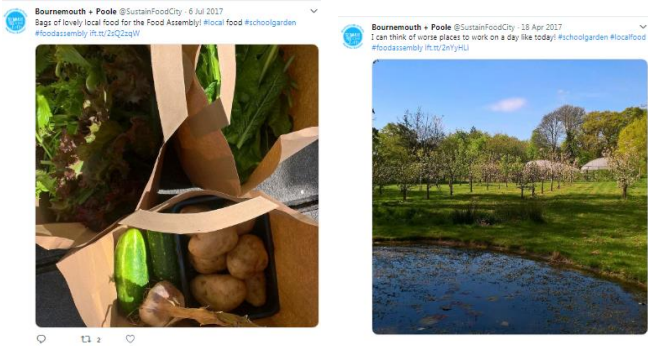 Bournemouth + Poole @SustainFoodCity · 6 Jul 2017
Bags of lovely local food for the Food Assembly! #local food #schoolgarden
#foodassembly ift.tt/2sQ2zqW
2
Bournemouth + Poole @SustainFoodCity · 18 Apr 2017
I can think of worse places to work on a day like today! #schoolgarden #localfood
#foodassembly ift.tt/2nYyHLl